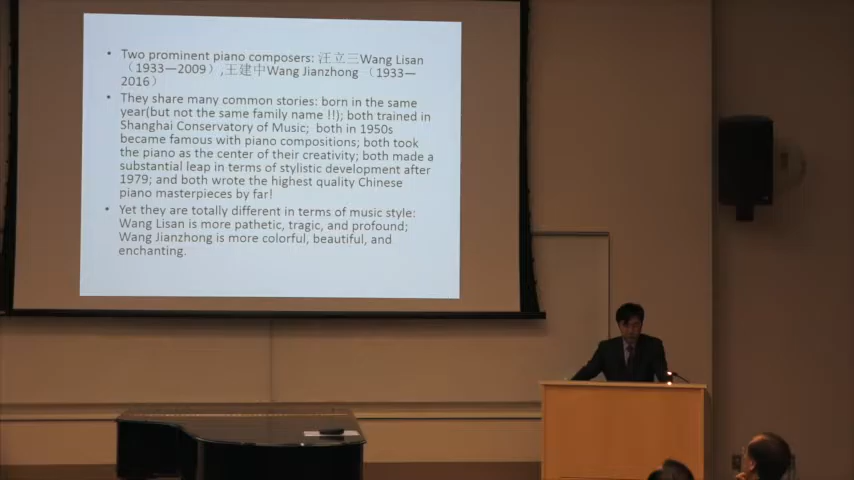 • Two prominent piano composers: 汪立三Wang Lisan
（1933—2009）,王建中Wang Jianzhong （1933—
2016）
• They share many common stories: born in the same
year(but not the same family name !!); both trained in
Shanghai Conservatory of Music;  both in 1950s
became famous with piano compositions; both took
the piano as the center of their creativity; both made a
substantial leap in terms of stylistic development after
1979; and both wrote the highest quality Chinese
piano masterpieces by far!
• Yet they are totally different in terms of music style:
Wang Lisan is more pathetic, tragic, and profound;
Wang Jianzhong is more colorful, beautiful, and
enchanting.